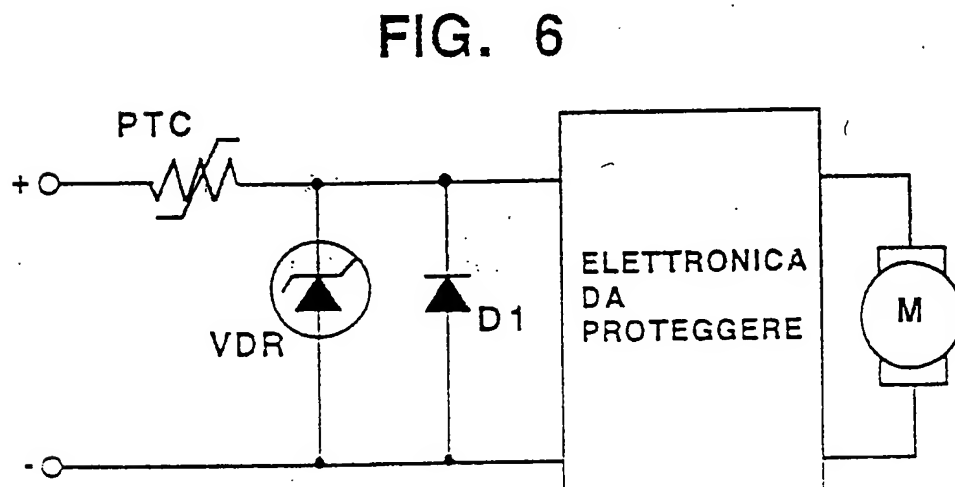 FIG. 6
PTC
+
VDR
D1
ELETTRONICA
DA
PROTEGGERE
M
-